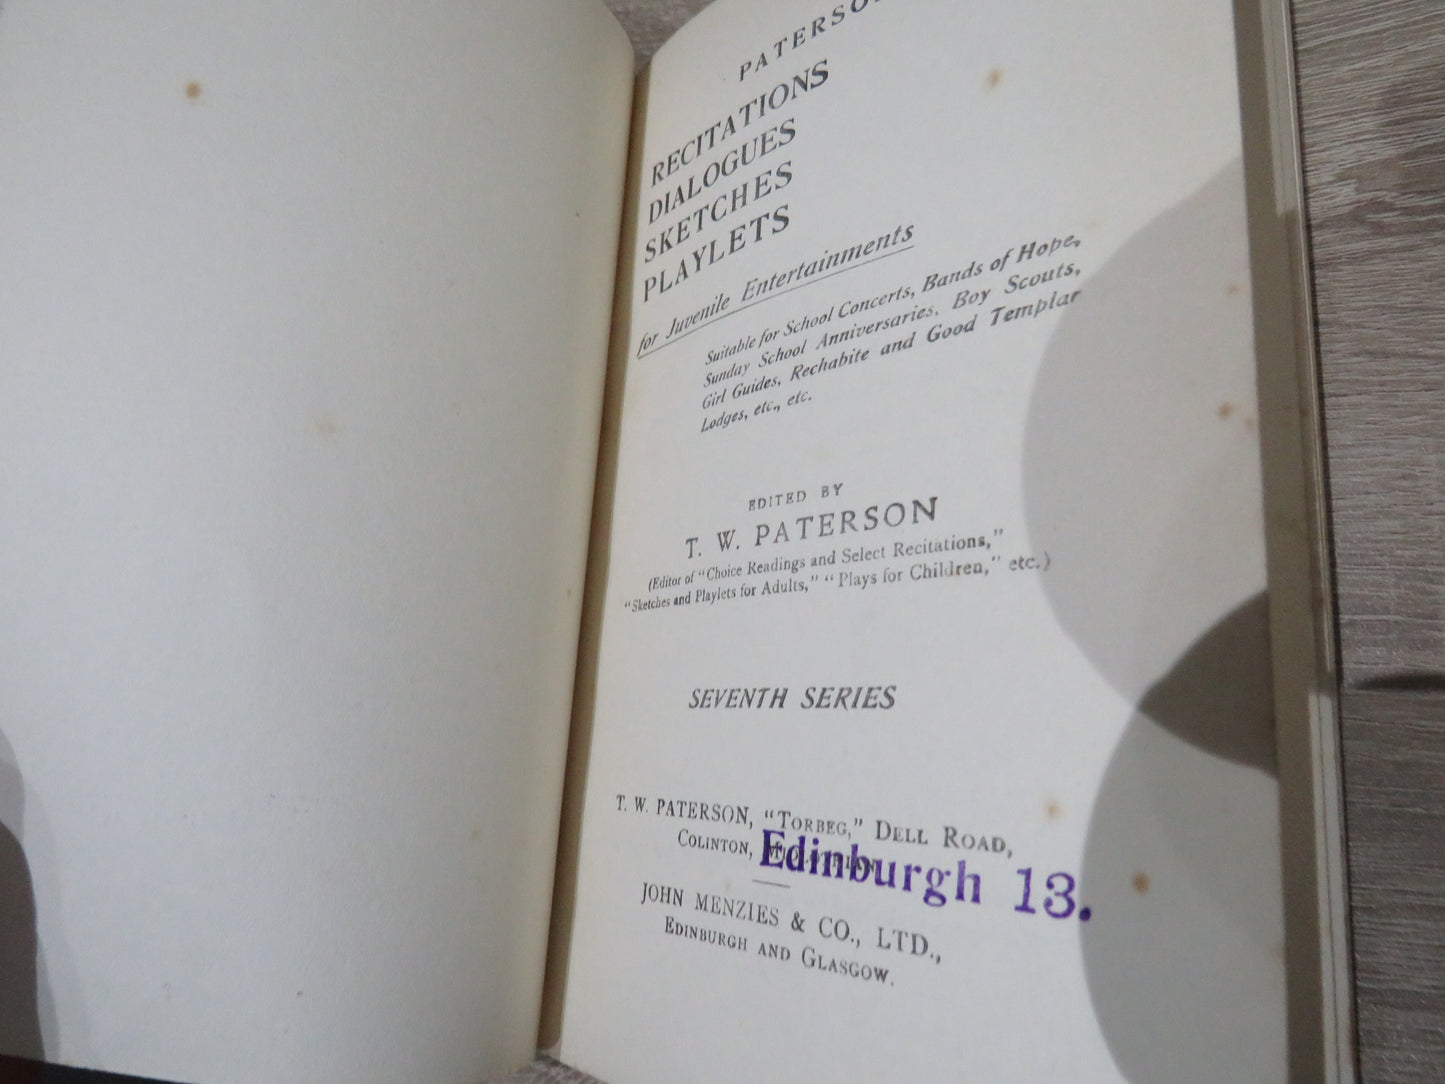 PATERSO
RECITATIONS
DIALOGUES
SKETCHES
PLAYLETS
for Juvenile Entertainments
Suitable for School Concerts, Bands of Hope,
Sunday School Anniversaries, Boy Scouts,
Girl Guides, Rechabite and Good Templar
Lodges, etc., etc.
EDITED BY
T. W. PATERSON
(Editor of "Choice Readings and Select Recitations,"
"Sketches and Playlets for Adults," "Plays for Children," etc.)
SEVENTH SERIES
T. W. PATERSON, "TORBEG," DELL ROAD,
COLINTON,
Edinburgh 13.
JOHN MENZIES & CO., LTD.,
EDINBURGH AND GLASGOW.